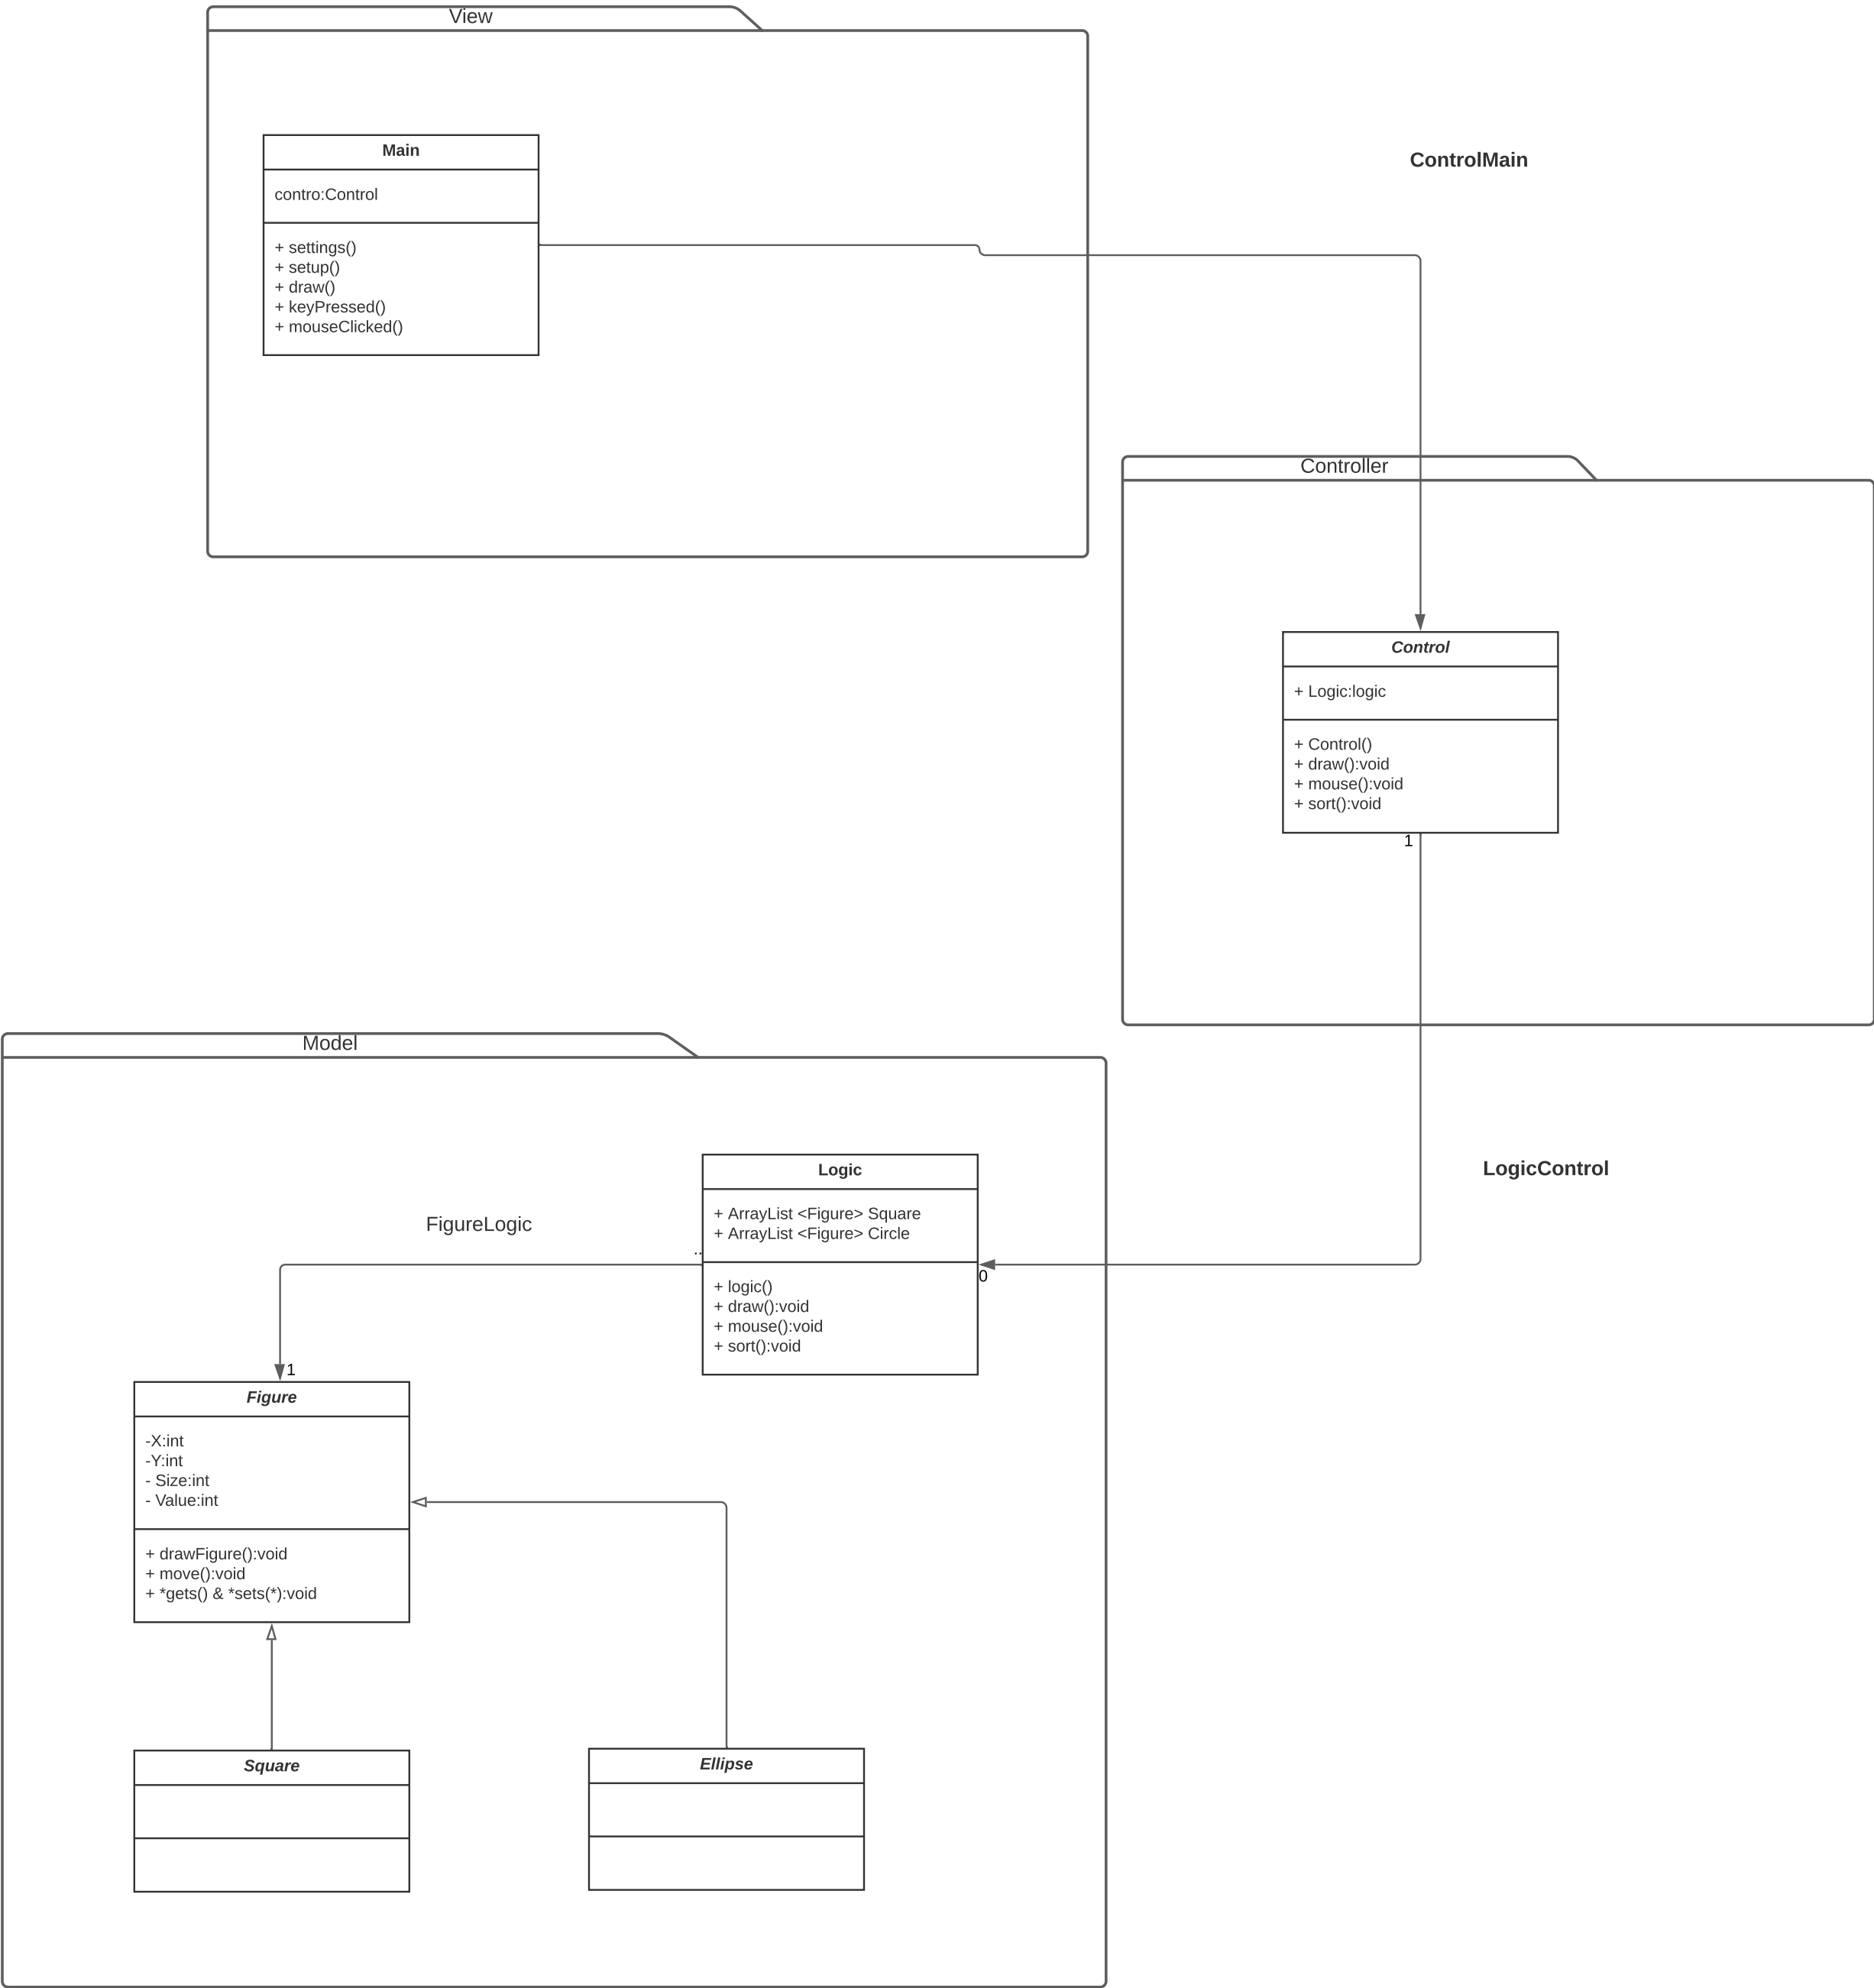 View
Main
contro:Control
+ settings()
+ setup()
+ draw()
+ keyPressed()
+ mouseClicked()
ControlMain
Controller
Control
+ Logic:logic
+ Control()
+ draw():void
+ mouse():void
+ sort():void
1
LogicControl
Model
Logic
+ ArrayList <Figure> Square
+ ArrayList <Figure> Circle
+ logic()
+ draw():void
+ mouse():void
+ sort():void
0
FigureLogic
..
1
Figure
-X:int
-Y:int
- Size:int
- Value:int
+ drawFigure():void
+ move():void
+ *gets() & *sets(*):void
Square
Ellipse